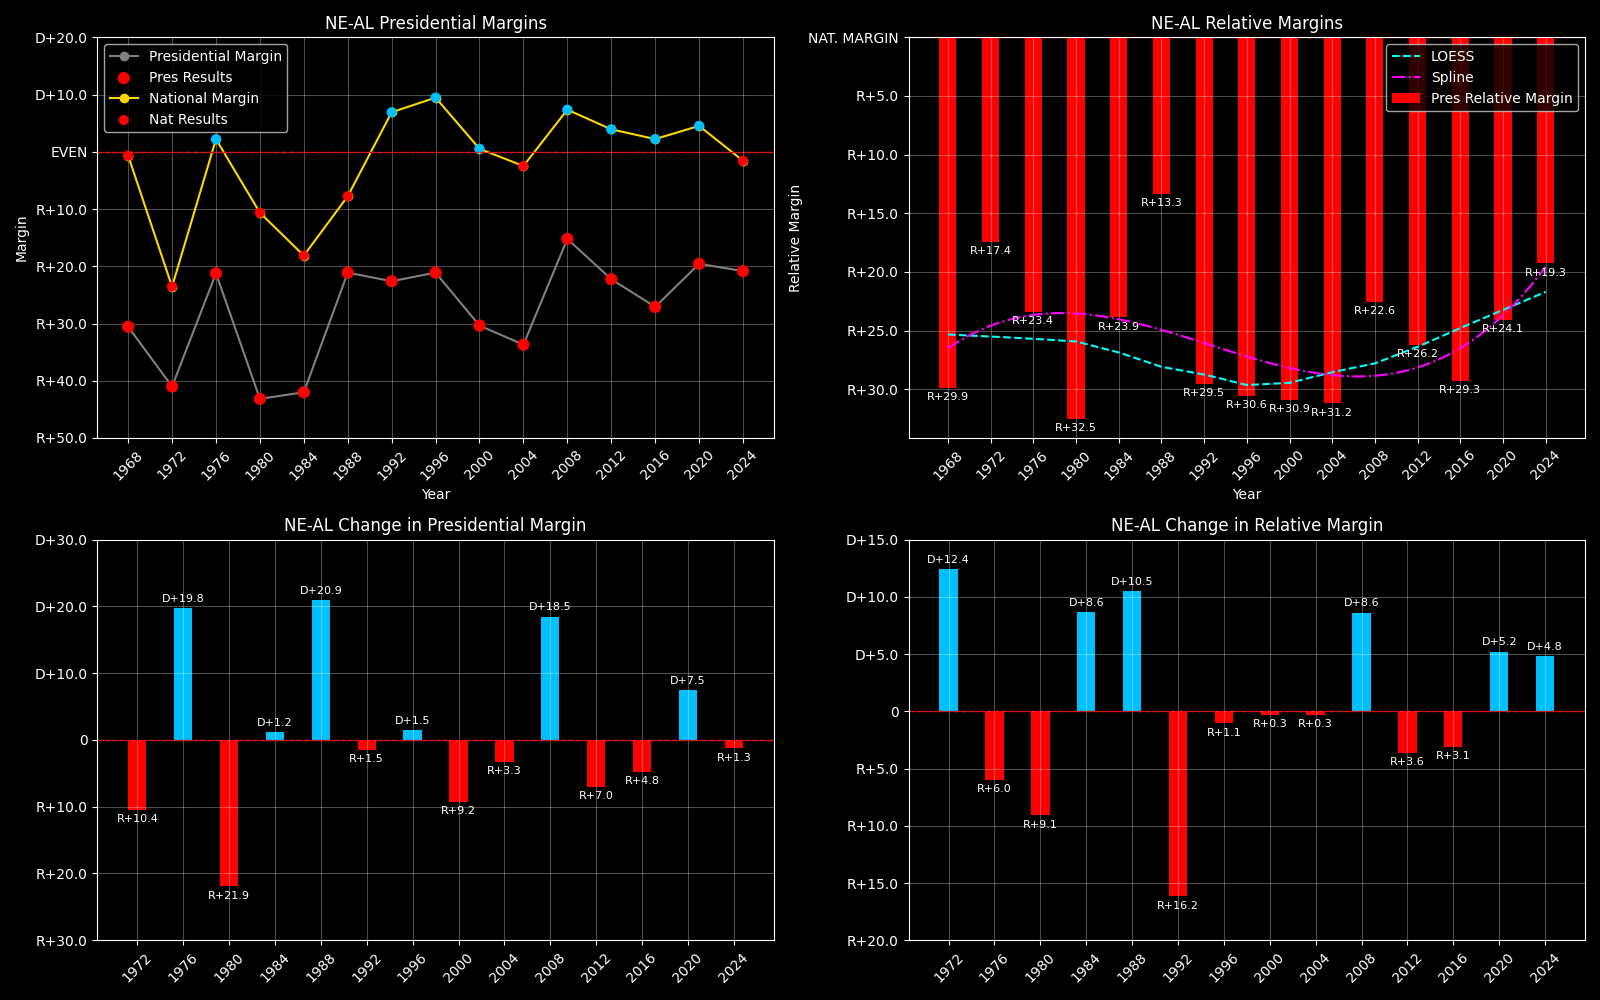 NE-AL Presidential Margins
D+20.0
D+10.0
EVEN
R+10.0
R+20.0
R+30.0
R+40.0
R+50.0
Margin
Presidential Margin
Pres Results
National Margin
Nat Results
1968
1972
1976
1980
1984
1988
1992
1996
2000
2004
2008
2012
2016
2020
2024
Year
NE-AL Relative Margins
NAT. MARGIN
R+5.0
R+10.0
R+15.0
R+20.0
R+25.0
R+30.0
Relative Margin
LOESS
Spline
Pres Relative Margin
R+29.9
R+17.4
R+23.4
R+32.5
R+23.9
R+13.3
R+29.5
R+30.6
R+30.9
R+31.2
R+22.6
R+26.2
R+29.3
R+24.1
R+19.3
1968
1972
1976
1980
1984
1988
1992
1996
2000
2004
2008
2012
2016
2020
2024
Year
NE-AL Change in Presidential Margin
D+30.0
D+20.0
D+10.0
0
R+10.0
R+20.0
R+30.0
R+10.4
D+19.8
R+21.9
D+1.2
D+20.9
R+1.5
D+1.5
R+9.2
R+3.3
D+18.5
R+7.0
R+4.8
D+7.5
R+1.3
1972
1976
1980
1984
1988
1992
1996
2000
2004
2008
2012
2016
2020
2024
NE-AL Change in Relative Margin
D+15.0
D+10.0
D+5.0
0
R+5.0
R+10.0
R+15.0
R+20.0
D+12.4
R+6.0
R+9.1
D+8.6
D+10.5
R+16.2
R+1.1
R+0.3
R+0.3
D+8.6
R+3.6
R+3.1
D+5.2
D+4.8
1972
1976
1980
1984
1988
1992
1996
2000
2004
2008
2012
2016
2020
2024